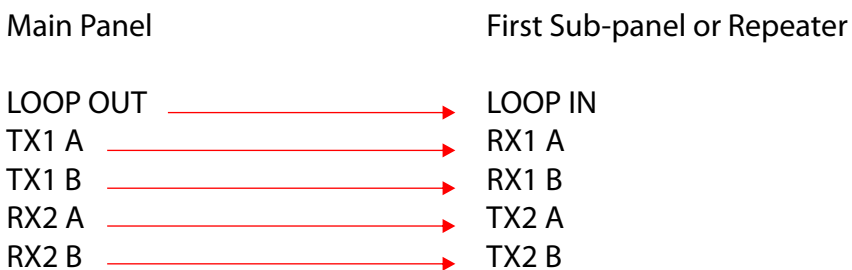 Main Panel First Sub-panel or Repeater
LOOP OUT LOOP IN
TX1 A RX1 A
TX1 B RX1 B
RX2 A TX2 A
RX2 B TX2 B